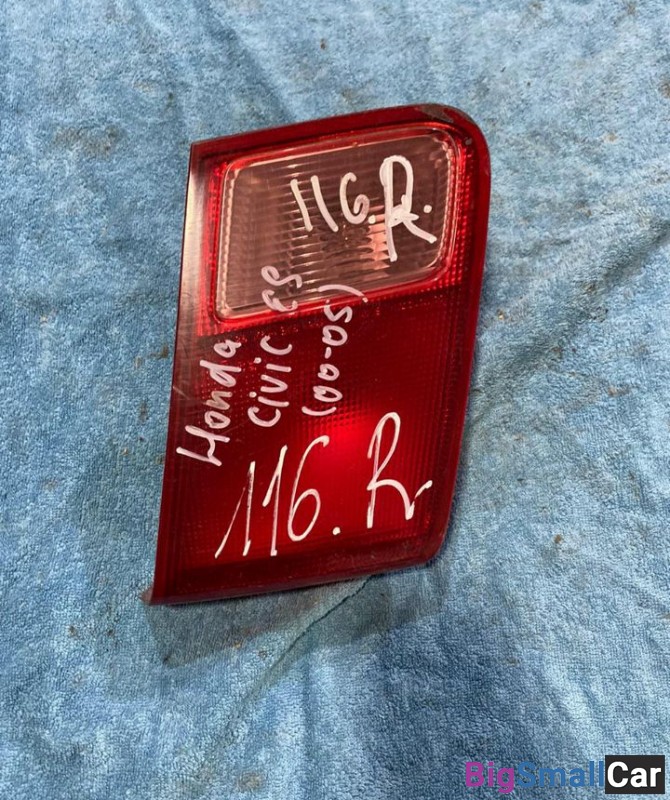 116.R.
Honda
Civic es
(00-05)
116. R
BigSmallCar